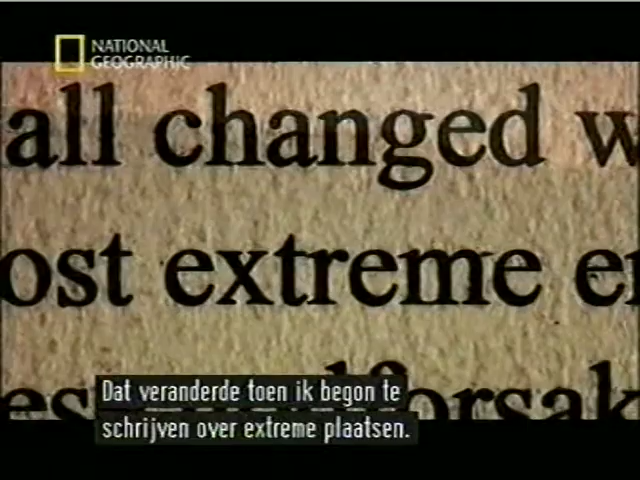 NATIONAL
GEOGRAPHIC
all changed
ost extreme
Dat veranderde toen ik begon te
schrijven over extreme plaatsen.